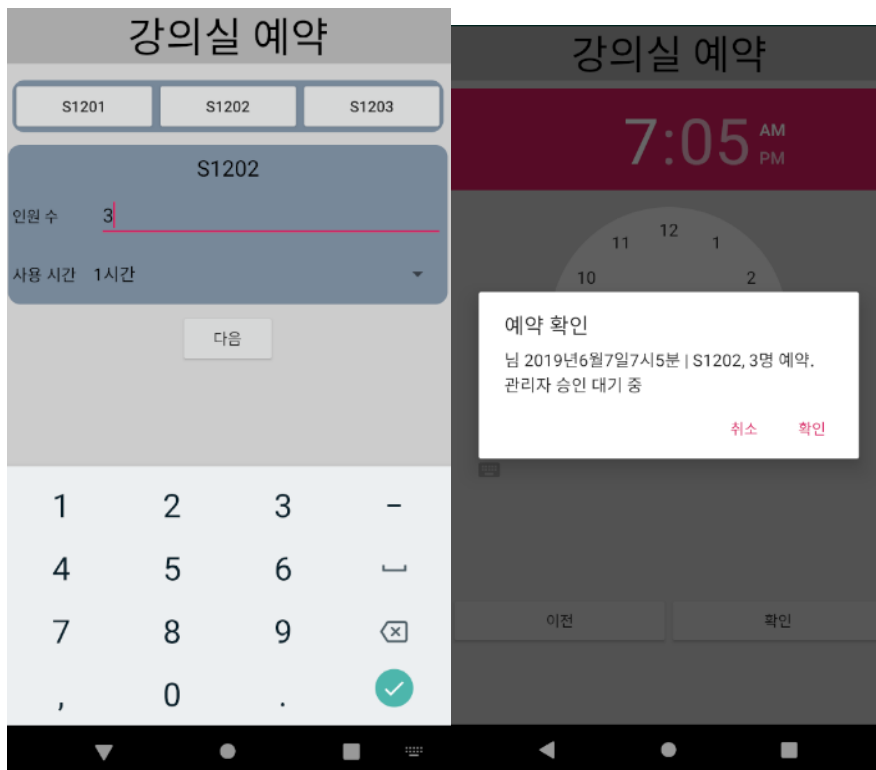 강의실 예약
S1201 S1202 S1203
S1202
인원 수 3
사용 시간 1시간
다음
1 2 3 -
4 5 6
7 8 9
, 0 .
강의실 예약
7:05 AM
PM
12
11 1
10 2
예약 확인
님 2019년6월7일7시5분 | S1202, 3명 예약.
관리자 승인 대기 중
취소 확인
이전 확인